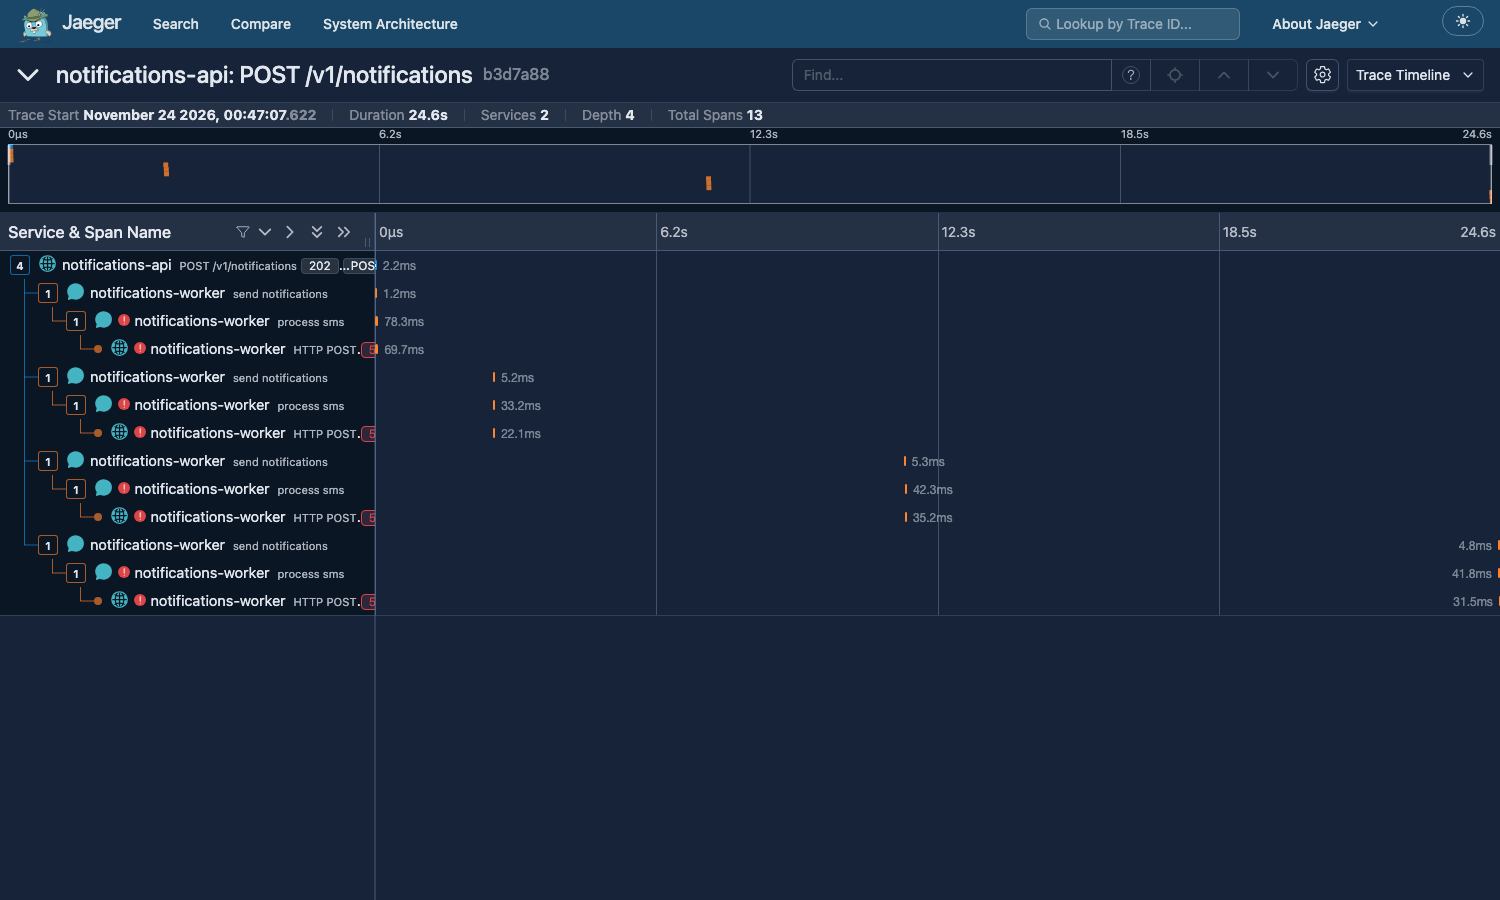 Jaeger Search Compare System Architecture Lookup by Trace ID... About Jaeger
notifications-api: POST /v1/notifications b3d7a88 Find... ? Trace Timeline
Trace Start November 24 2026, 00:47:07.622 Duration 24.6s Services 2 Depth 4 Total Spans 13
0μs 6.2s 12.3s 18.5s 24.6s
Service & Span Name 0μs 6.2s 12.3s 18.5s 24.6s
4 notifications-api POST /v1/notifications 202 ...POS 2.2ms
1 notifications-worker send notifications 1.2ms
1 notifications-worker process sms 78.3ms
notifications-worker HTTP POST. 5 69.7ms
1 notifications-worker send notifications 5.2ms
1 notifications-worker process sms 33.2ms
notifications-worker HTTP POST. 5 22.1ms
1 notifications-worker send notifications 5.3ms
1 notifications-worker process sms 42.3ms
notifications-worker HTTP POST. 5 35.2ms
1 notifications-worker send notifications 4.8ms
1 notifications-worker process sms 41.8ms
notifications-worker HTTP POST. 5 31.5ms